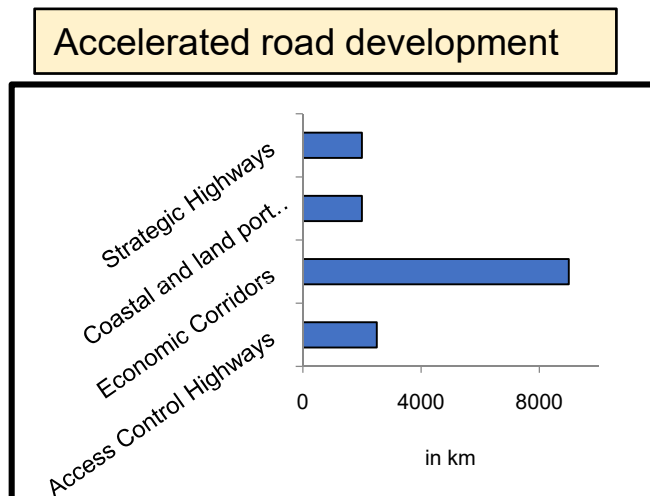 Accelerated road development
Strategic Highways
Coastal and land port..
Economic Corridors
Access Control Highways
0 4000 8000
in km